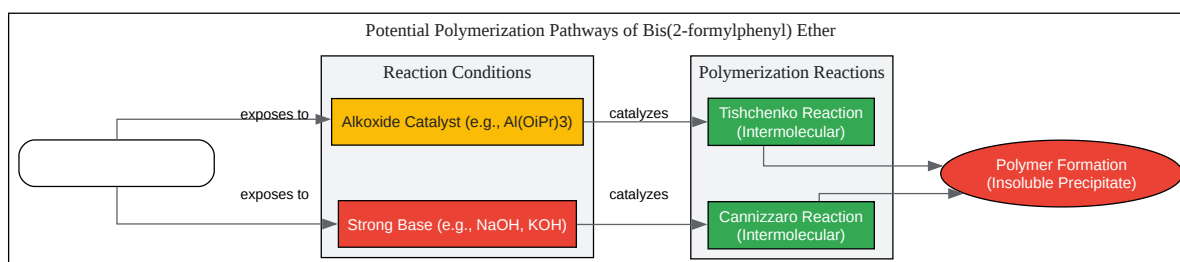 Potential Polymerization Pathways of Bis(2-formylphenyl) Ether
Reaction Conditions
Polymerization Reactions
exposes to
Alkoxide Catalyst (e.g., Al(OiPr)3)
catalyzes
Tishchenko Reaction
(Intermolecular)
Polymer Formation
(Insoluble Precipitate)
exposes to
Strong Base (e.g., NaOH, KOH)
catalyzes
Cannizzaro Reaction
(Intermolecular)